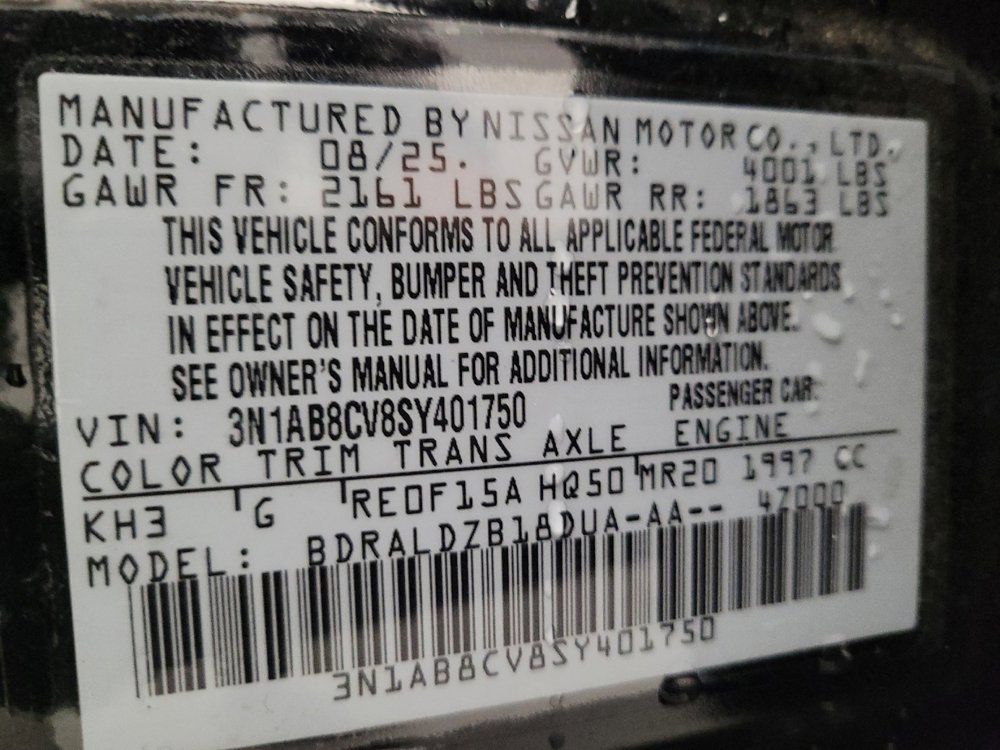 MANUFACTURED BY NISSAN MOTOR CO., LTD.
DATE: 08/25. GVWR: 4001 LBS
GAWR FR: 2161 LBS GAWR RR: 1863 LBS
THIS VEHICLE CONFORMS TO ALL APPLICABLE FEDERAL MOTOR
VEHICLE SAFETY, BUMPER AND THEFT PREVENTION STANDARDS
IN EFFECT ON THE DATE OF MANUFACTURE SHOWN ABOVE.
SEE OWNER'S MANUAL FOR ADDITIONAL INFORMATION.
VIN: 3N1AB8CV8SY401750 PASSENGER CAR
COLOR TRIM TRANS AXLE ENGINE
KH3 G RE0F15A HQ50 MR20 1997 CC
MODEL: BDRALDZB18DUA-AA-- 4Z000
3N1AB8CV8SY401750